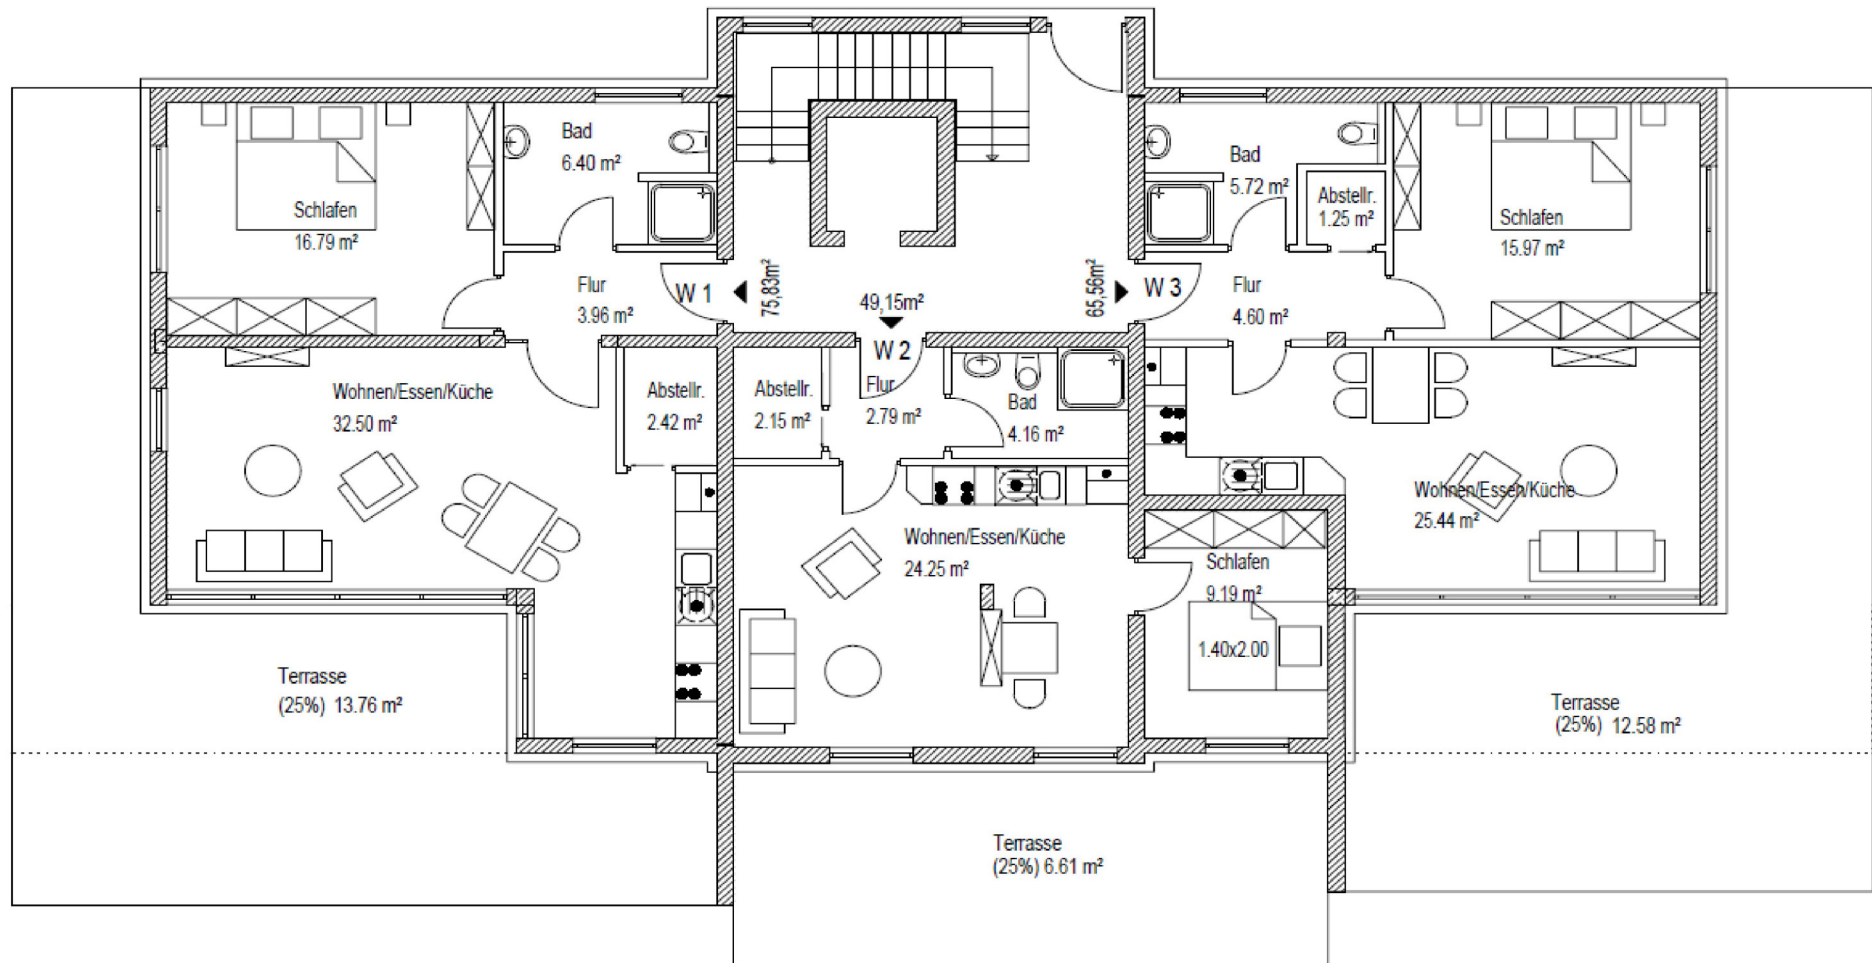 Bad
6.40 m²
Schlafen
16.79 m²
Flur
3.96 m²
W 1
75,83m²
49,15m²
W 2
65,56m²
W 3
Bad
5.72 m²
Abstellr.
1.25 m²
Schlafen
15.97 m²
Flur
4.60 m²
Wohnen/Essen/Küche
32.50 m²
Abstellr.
2.42 m²
Abstellr.
2.15 m²
Flur
2.79 m²
Bad
4.16 m²
Wohnen/Essen/Küche
24.25 m²
Schlafen
9.19 m²
1.40x2.00
Wohnen/Essen/Küche
25.44 m²
Terrasse
(25%) 13.76 m²
Terrasse
(25%) 6.61 m²
Terrasse
(25%) 12.58 m²